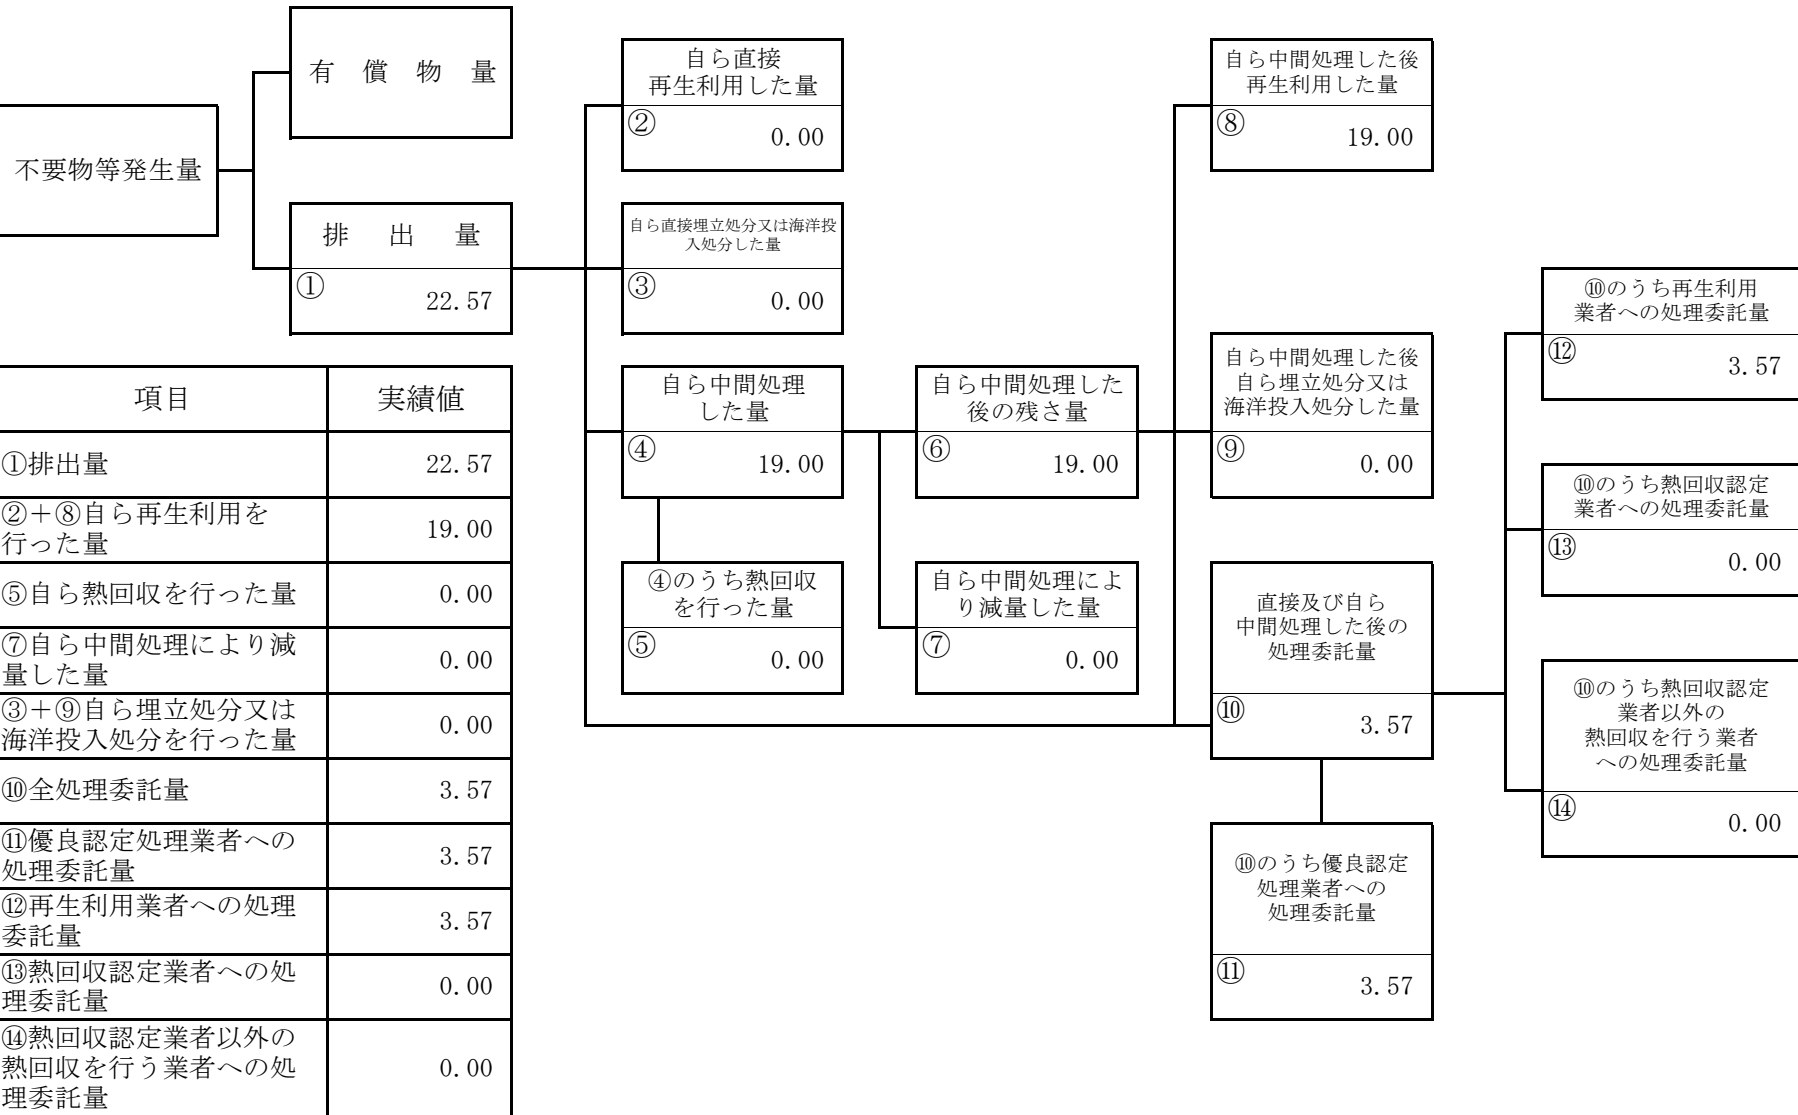 有償物量
不要物等発生量
排出量
①
22.57
自ら直接
再生利用した量
②
0.00
自ら直接埋立処分又は海洋投
入処分した量
③
0.00
自ら中間処理
した量
④
19.00
④のうち熱回収
を行った量
⑤
0.00
自ら中間処理した
後の残さ量
⑥
19.00
自ら中間処理によ
り減量した量
⑦
0.00
自ら中間処理した後
再生利用した量
⑧
19.00
自ら中間処理した後
自ら埋立処分又は
海洋投入処分した量
⑨
0.00
直接及び自ら
中間処理した後の
処理委託量
⑩
3.57
⑩のうち優良認定
処理業者への
処理委託量
⑪
3.57
⑩のうち再生利用
業者への処理委託量
⑫
3.57
⑩のうち熱回収認定
業者への処理委託量
⑬
0.00
⑩のうち熱回収認定
業者以外の
熱回収を行う業者
への処理委託量
⑭
0.00
項目 実績値
①排出量 22.57
②＋⑧自ら再生利用を
行った量 19.00
⑤自ら熱回収を行った量 0.00
⑦自ら中間処理により減
量した量 0.00
③＋⑨自ら埋立処分又は
海洋投入処分を行った量 0.00
⑩全処理委託量 3.57
⑪優良認定処理業者への
処理委託量 3.57
⑫再生利用業者への処理
委託量 3.57
⑬熱回収認定業者への処
理委託量 0.00
⑭熱回収認定業者以外の
熱回収を行う業者への処
理委託量 0.00